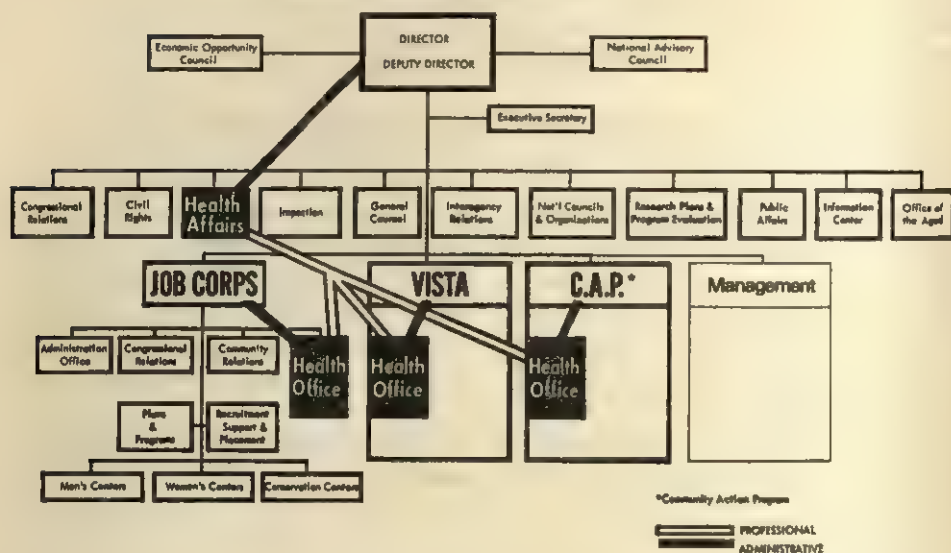 DIRECTOR
DEPUTY DIRECTOR
Economic Opportunity
Council
National Advisory
Council
Executive Secretary
Congressional
Relations
Civil
Rights
Health
Affairs
Inspection
General
Counsel
Interagency
Relations
Nat'l Councils
& Organizations
Research Plans &
Program Evaluation
Public
Affairs
Information
Center
Office of
the Aged
JOB CORPS
VISTA
C.A.P.*
Management
Administration
Office
Congressional
Relations
Community
Relations
Health
Office
Health
Office
Health
Office
Plans
&
Programs
Recruitment
Support &
Placement
Men's Centers
Women's Centers
Conservation Centers
*Community Action Program
PROFESSIONAL
ADMINISTRATIVE